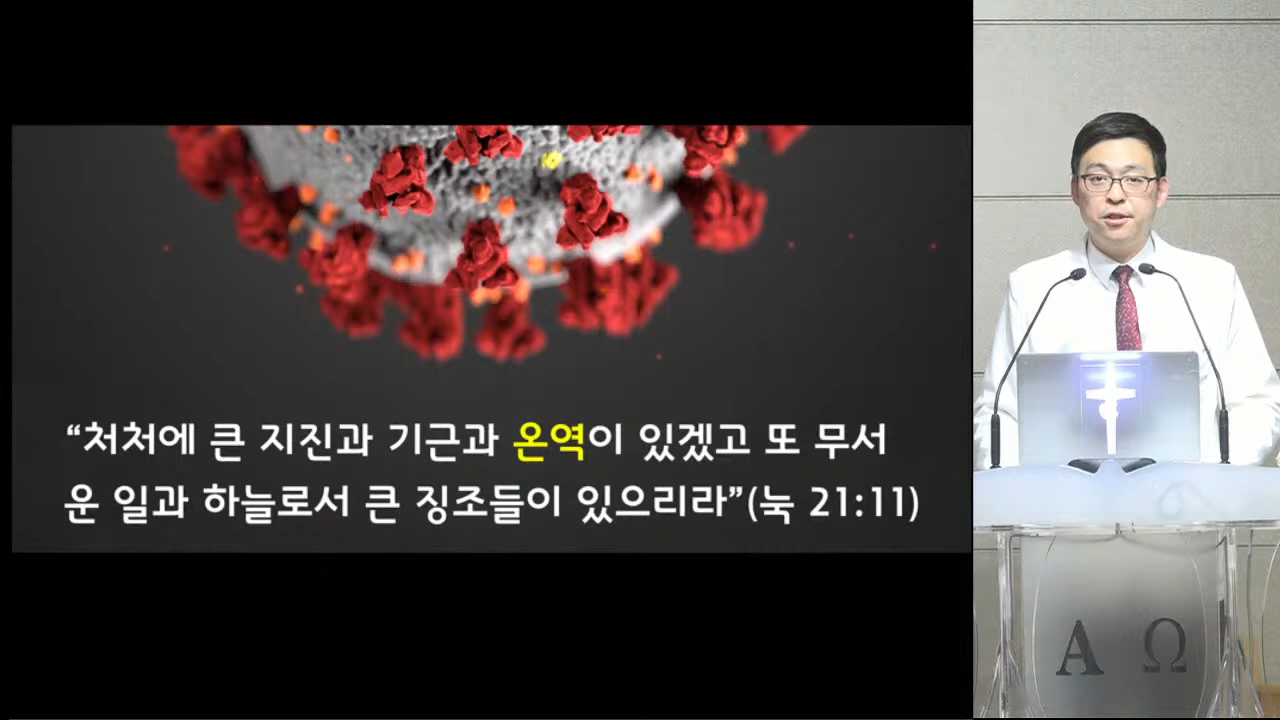 “처처에 큰 지진과 기근과 온역이 있겠고 또 무서
운 일과 하늘로서 큰 징조들이 있으리라”(눅 21:11)
Α Ω